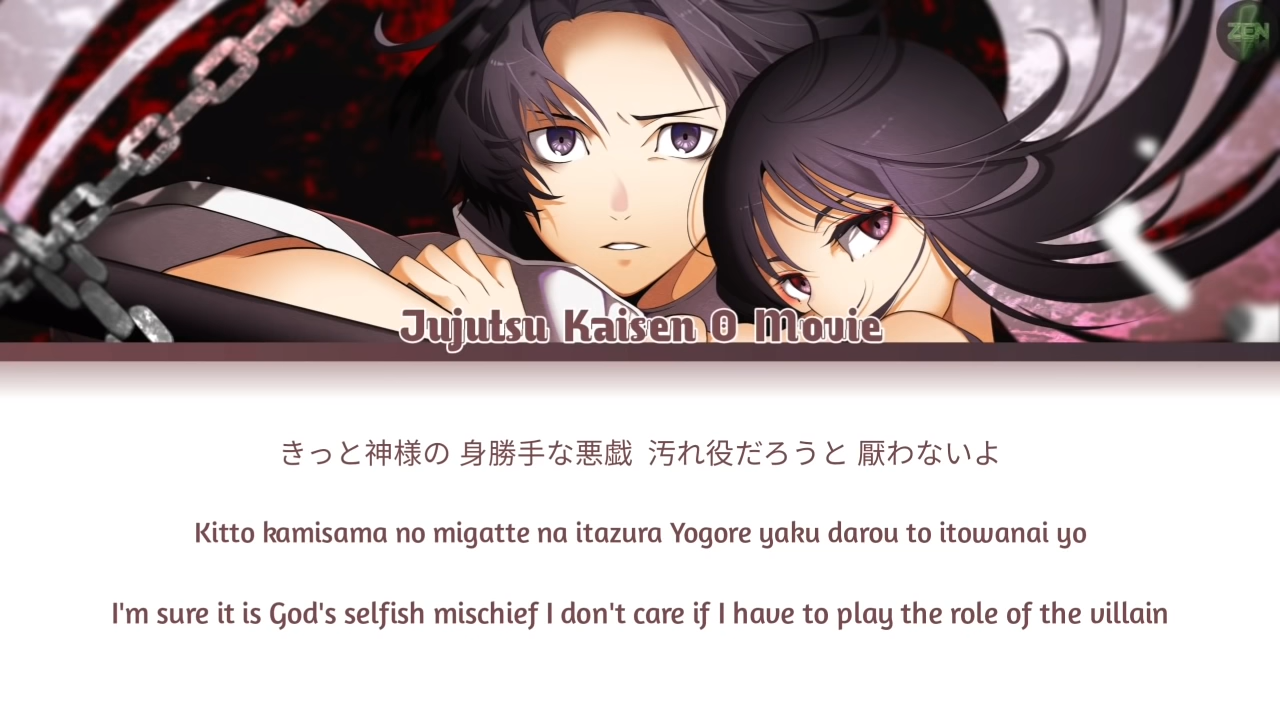 ZEN
Jujutsu Kaisen 0 Movie
きっと神様の 身勝手な悪戯 汚れ役だろうと 厭わないよ
Kitto kamisama no migatte na itazura Yogore yaku darou to itowanai yo
I'm sure it is God's selfish mischief I don't care if I have to play the role of the villain